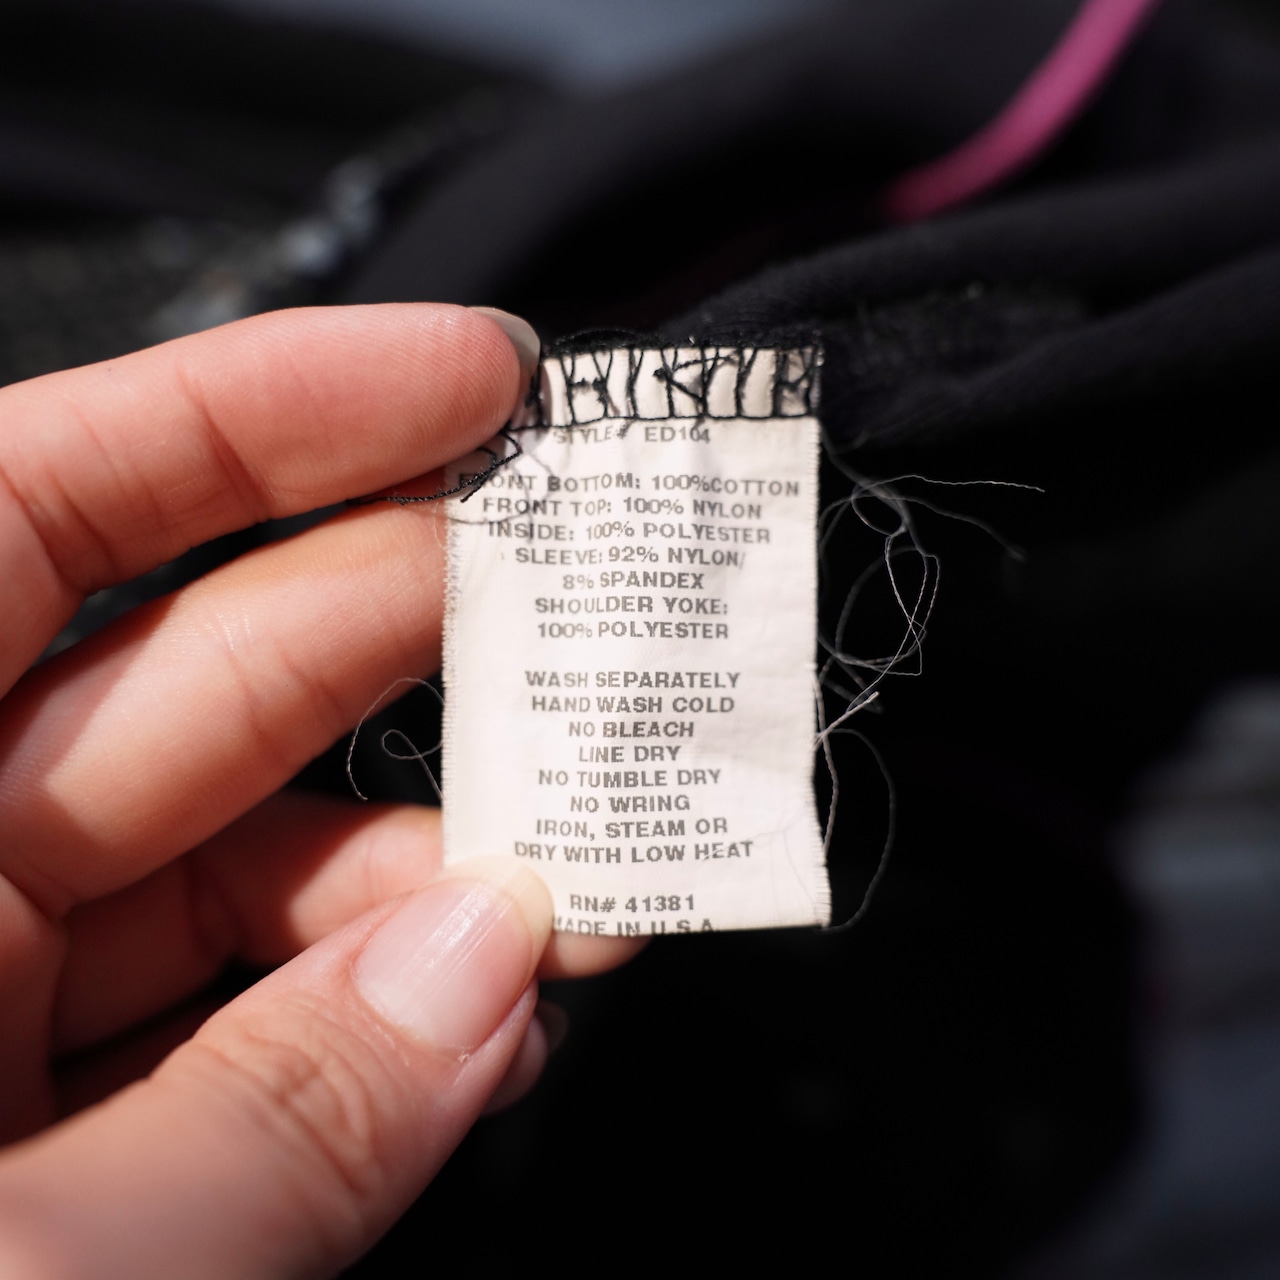 STYLE# ED104
FRONT BOTTOM: 100%COTTON
FRONT TOP: 100% NYLON
INSIDE: 100% POLYESTER
SLEEVE: 92% NYLON/
8% SPANDEX
SHOULDER YOKE:
100% POLYESTER
WASH SEPARATELY
HAND WASH COLD
NO BLEACH
LINE DRY
NO TUMBLE DRY
NO WRING
IRON, STEAM OR
DRY WITH LOW HEAT
RN# 41381
MADE IN U.S.A.